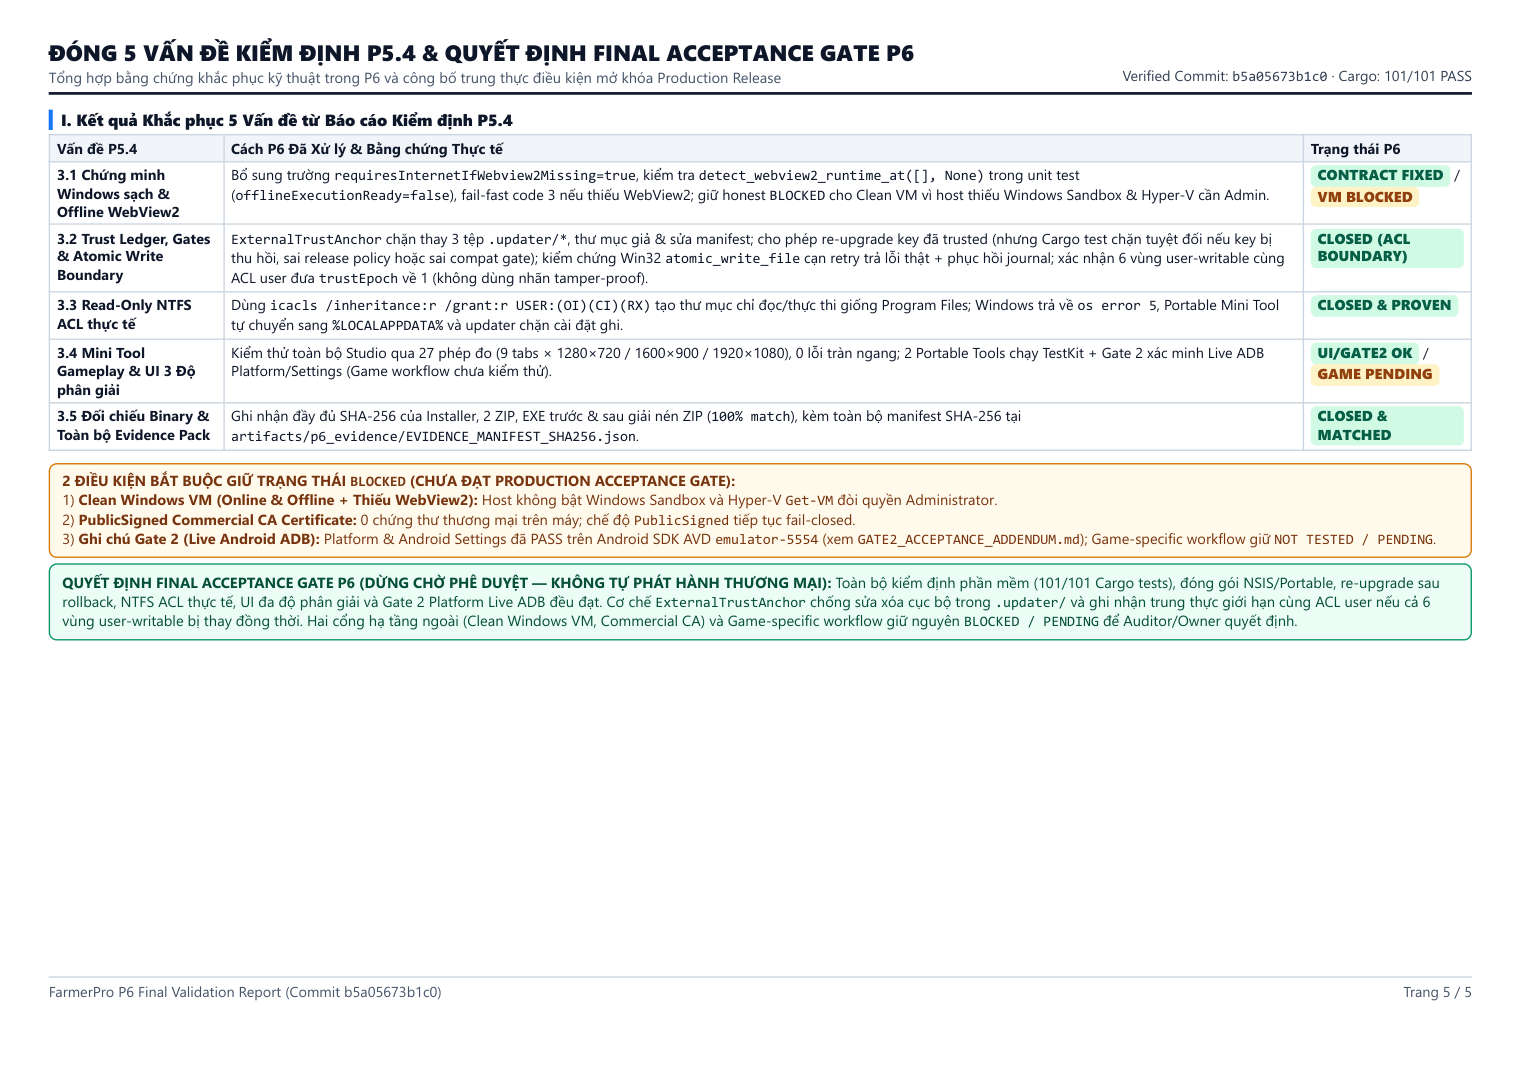 ĐÓNG 5 VẤN ĐỀ KIỂM ĐỊNH P5.4 & QUYẾT ĐỊNH FINAL ACCEPTANCE GATE P6
Tổng hợp bằng chứng khắc phục kỹ thuật trong P6 và công bố trung thực điều kiện mở khóa Production Release
Verified Commit: b5a05673b1c0 · Cargo: 101/101 PASS
I. Kết quả Khắc phục 5 Vấn đề từ Báo cáo Kiểm định P5.4
Vấn đề P5.4
Cách P6 Đã Xử lý & Bằng chứng Thực tế
Trạng thái P6
3.1 Chứng minh
Windows sạch &
Offline WebView2
Bổ sung trường requiresInternetIfWebview2Missing=true, kiểm tra detect_webview2_runtime_at([], None) trong unit test
(offlineExecutionReady=false), fail-fast code 3 nếu thiếu WebView2; giữ honest BLOCKED cho Clean VM vì host thiếu Windows Sandbox & Hyper-V cần Admin.
CONTRACT FIXED /
VM BLOCKED
3.2 Trust Ledger, Gates
& Atomic Write
Boundary
ExternalTrustAnchor chặn thay 3 tệp .updater/*, thư mục giả & sửa manifest; cho phép re-upgrade key đã trusted (nhưng Cargo test chặn tuyệt đối nếu key bị
thu hồi, sai release policy hoặc sai compat gate); kiểm chứng Win32 atomic_write_file cạn retry trả lỗi thật + phục hồi journal; xác nhận 6 vùng user-writable cùng
ACL user đưa trustEpoch về 1 (không dùng nhãn tamper-proof).
CLOSED (ACL
BOUNDARY)
3.3 Read-Only NTFS
ACL thực tế
Dùng icacls /inheritance:r /grant:r USER:(OI)(CI)(RX) tạo thư mục chỉ đọc/thực thi giống Program Files; Windows trả về os error 5, Portable Mini Tool
tự chuyển sang %LOCALAPPDATA% và updater chặn cài đặt ghi.
CLOSED & PROVEN
3.4 Mini Tool
Gameplay & UI 3 Độ
phân giải
Kiểm thử toàn bộ Studio qua 27 phép đo (9 tabs × 1280×720 / 1600×900 / 1920×1080), 0 lỗi tràn ngang; 2 Portable Tools chạy TestKit + Gate 2 xác minh Live ADB
Platform/Settings (Game workflow chưa kiểm thử).
UI/GATE2 OK /
GAME PENDING
3.5 Đối chiếu Binary &
Toàn bộ Evidence Pack
Ghi nhận đầy đủ SHA-256 của Installer, 2 ZIP, EXE trước & sau giải nén ZIP (100% match), kèm toàn bộ manifest SHA-256 tại
artifacts/p6_evidence/EVIDENCE_MANIFEST_SHA256.json.
CLOSED &
MATCHED
2 ĐIỀU KIỆN BẮT BUỘC GIỮ TRẠNG THÁI BLOCKED (CHƯA ĐẠT PRODUCTION ACCEPTANCE GATE):
1) Clean Windows VM (Online & Offline + Thiếu WebView2): Host không bật Windows Sandbox và Hyper-V Get-VM đòi quyền Administrator.
2) PublicSigned Commercial CA Certificate: 0 chứng thư thương mại trên máy; chế độ PublicSigned tiếp tục fail-closed.
3) Ghi chú Gate 2 (Live Android ADB): Platform & Android Settings đã PASS trên Android SDK AVD emulator-5554 (xem GATE2_ACCEPTANCE_ADDENDUM.md); Game-specific workflow giữ NOT TESTED / PENDING.
QUYẾT ĐỊNH FINAL ACCEPTANCE GATE P6 (DỪNG CHỜ PHÊ DUYỆT — KHÔNG TỰ PHÁT HÀNH THƯƠNG MẠI): Toàn bộ kiểm định phần mềm (101/101 Cargo tests), đóng gói NSIS/Portable, re-upgrade sau
rollback, NTFS ACL thực tế, UI đa độ phân giải và Gate 2 Platform Live ADB đều đạt. Cơ chế ExternalTrustAnchor chống sửa xóa cục bộ trong .updater/ và ghi nhận trung thực giới hạn cùng ACL user nếu cả 6
vùng user-writable bị thay đồng thời. Hai cổng hạ tầng ngoài (Clean Windows VM, Commercial CA) và Game-specific workflow giữ nguyên BLOCKED / PENDING để Auditor/Owner quyết định.
FarmerPro P6 Final Validation Report (Commit b5a05673b1c0)
Trang 5 / 5